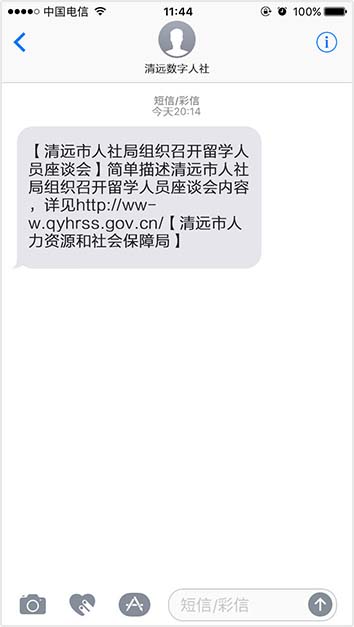 中国电信 11:44 100%
清远数字人社
短信/彩信
今天20:14
【清远市人社局组织召开留学人
员座谈会】简单描述清远市人社
局组织召开留学人员座谈会内容
，详见http://ww-
w.qyhrss.gov.cn/【清远市人
力资源和社会保障局】
短信/彩信